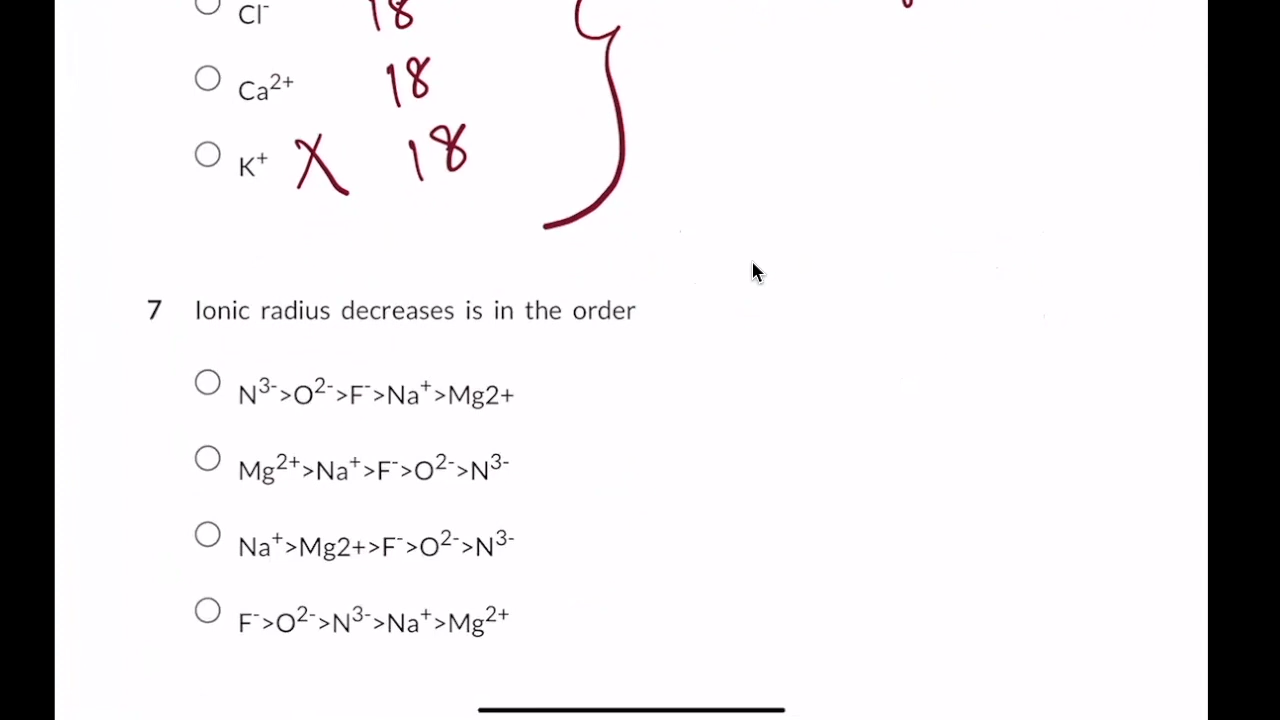 Cl⁻ 18
Ca²⁺ 18
K⁺ X 18
7 Ionic radius decreases is in the order
N³⁻>O²⁻>F⁻>Na⁺>Mg2+
Mg²⁺>Na⁺>F⁻>O²⁻>N³⁻
Na⁺>Mg2+>F⁻>O²⁻>N³⁻
F⁻>O²⁻>N³⁻>Na⁺>Mg²⁺